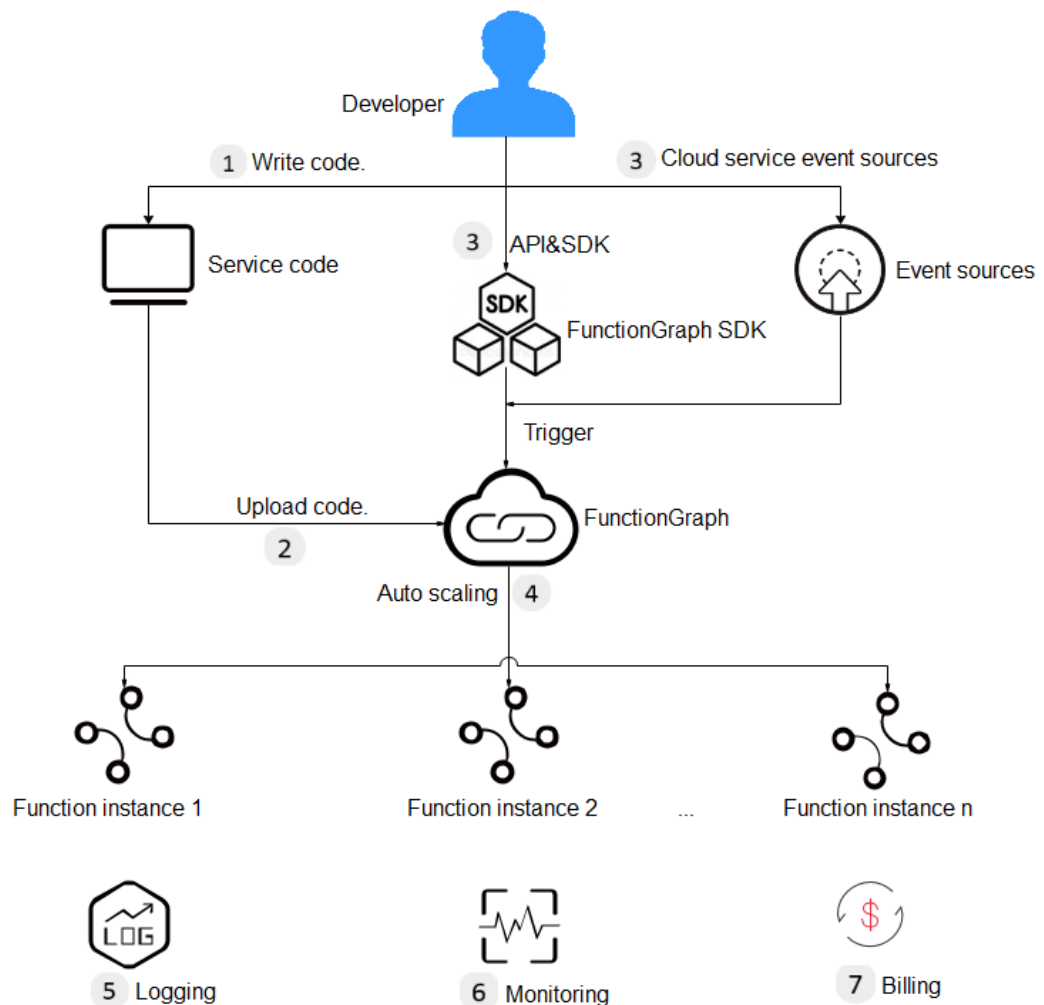 Developer
1 Write code.
3 Cloud service event sources
3 API&SDK
Service code
SDK
Event sources
FunctionGraph SDK
Trigger
Upload code.
2
FunctionGraph
Auto scaling 4
Function instance 1
Function instance 2
...
Function instance n
LOG
$
5 Logging
6 Monitoring
7 Billing